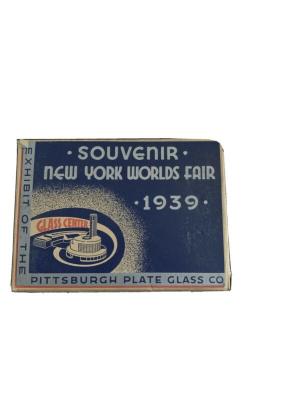 · SOUVENIR ·
NEW YORK WORLDS FAIR
· 1939 ·
GLASS CENTER
EXHIBIT OF THE
PITTSBURGH PLATE GLASS CO